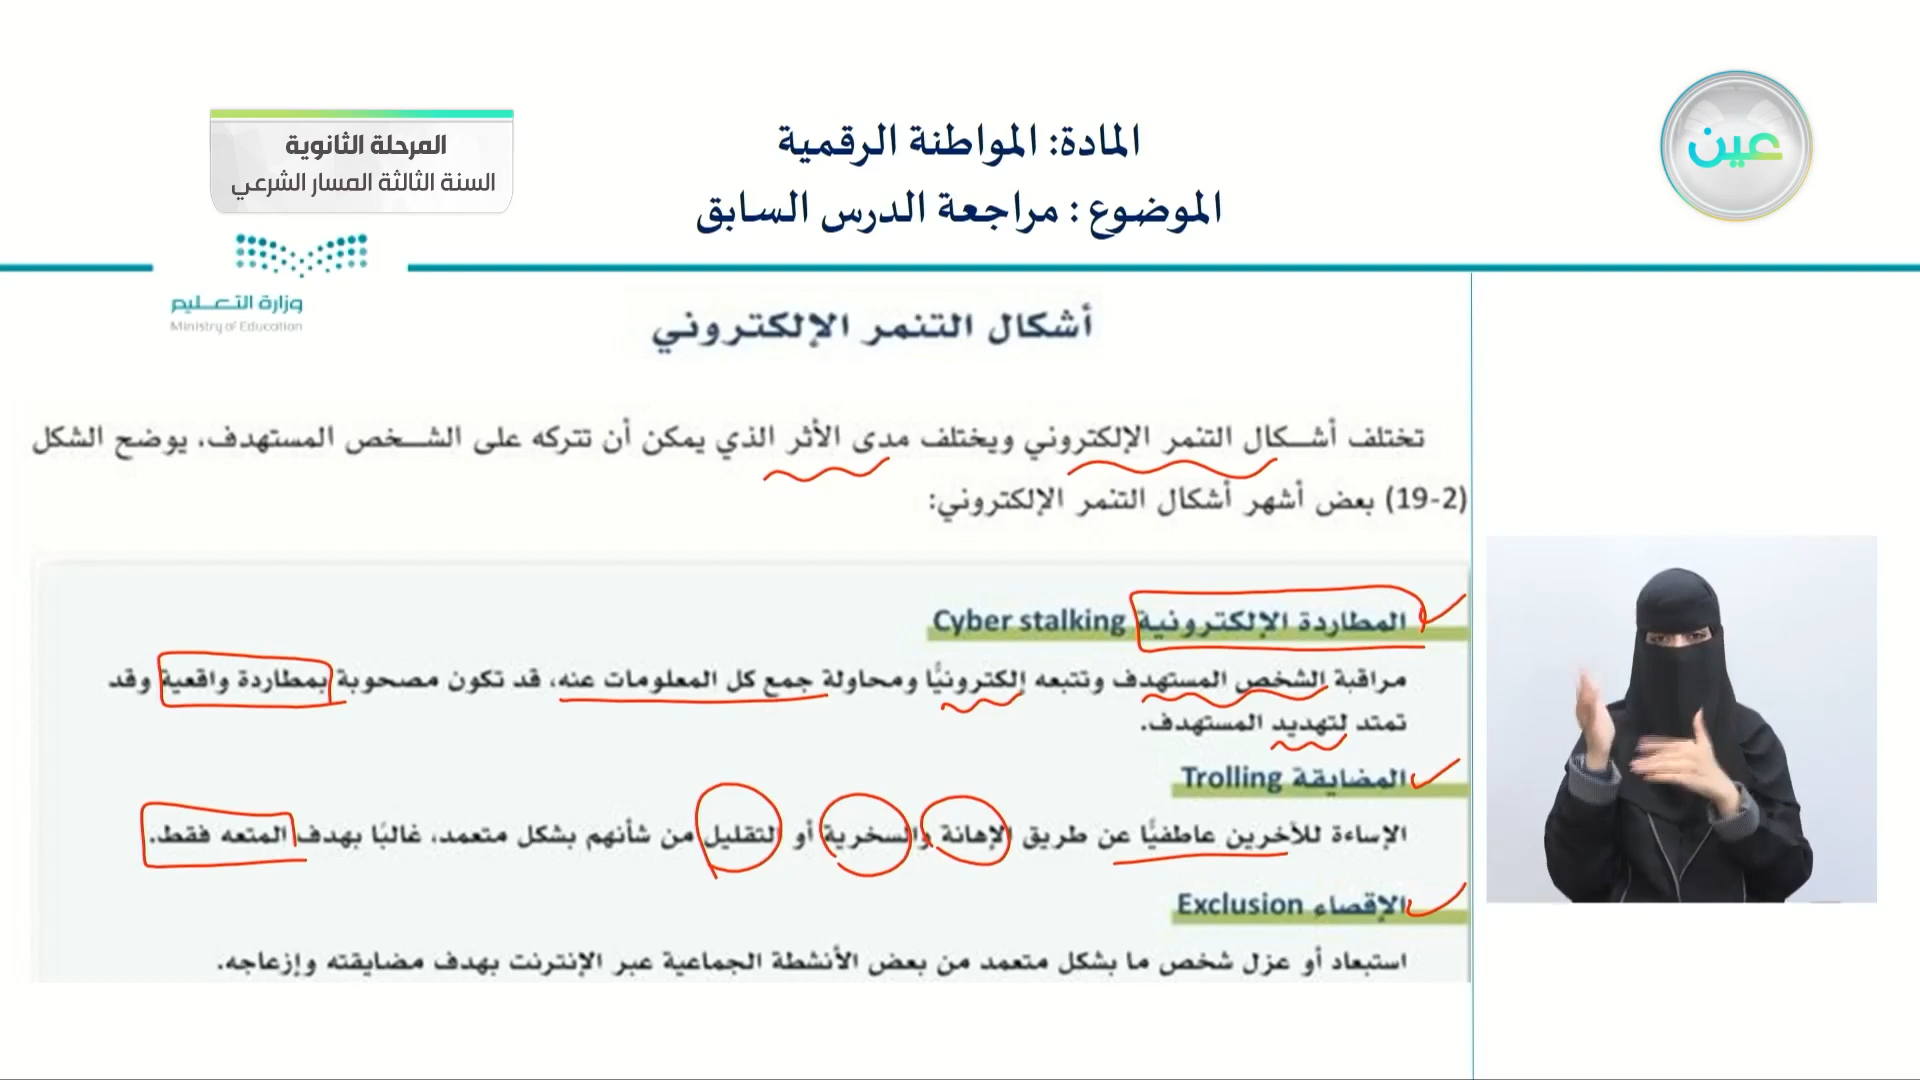 المادة: المواطنة الرقمية
الموضوع : مراجعة الدرس السابق
المرحلة الثانوية
السنة الثالثة المسار الشرعي
عين
وزارة التعـــليم
Ministry of Education
أشكال التنمر الإلكتروني
تختلف أشــكال التنمر الإلكتروني ويختلف مدى الأثر الذي يمكن أن تتركه على الشــخص المستهدف، يوضح الشكل
(2-19) بعض أشهر أشكال التنمر الإلكتروني:
المطاردة الإلكترونية Cyber stalking
مراقبة الشخص المستهدف وتتبعه إلكترونيًّا ومحاولة جمع كل المعلومات عنه، قد تكون مصحوبة بمطاردة واقعية وقد
تمتد لتهديد المستهدف.
المضايقة Trolling
الإساءة للآخرين عاطفيًّا عن طريق الإهانة والسخرية أو التقليل من شأنهم بشكل متعمد، غالبًا بهدف المتعه فقط.
الإقصاء Exclusion
استبعاد أو عزل شخص ما بشكل متعمد من بعض الأنشطة الجماعية عبر الإنترنت بهدف مضايقته وإزعاجه.